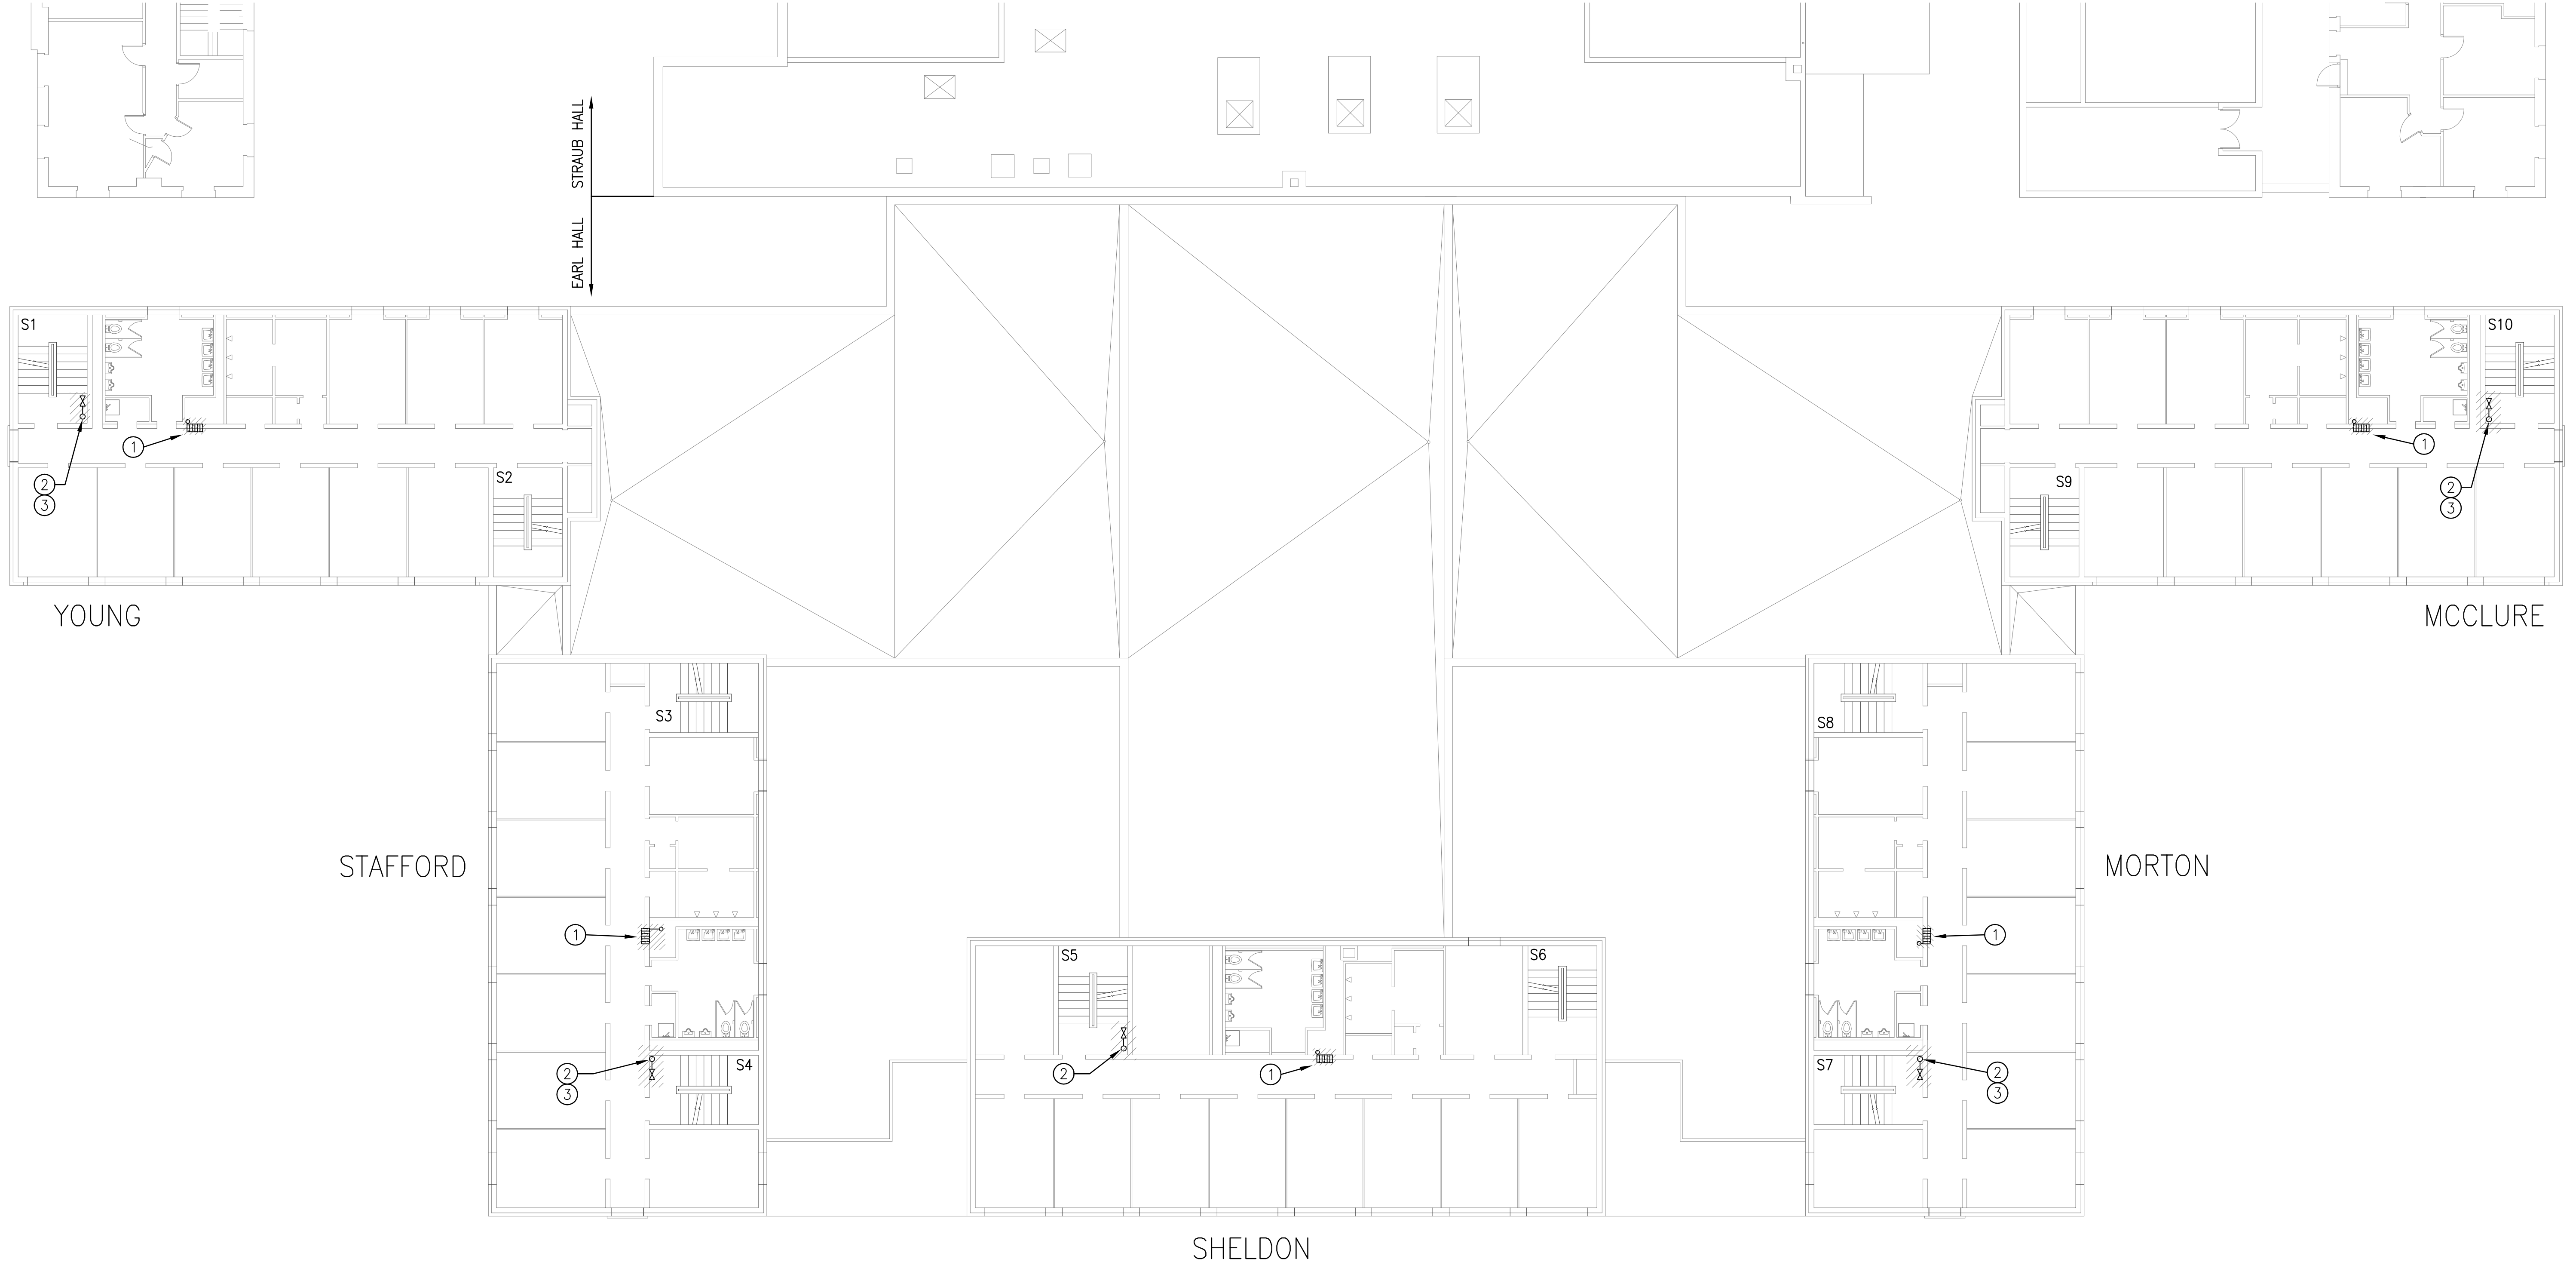 STRAUB HALL
EARL HALL
S1
S10
1
1
2
3
S2
S9
2
3
YOUNG
MCCLURE
S3
S8
STAFFORD
MORTON
1
1
S5
S6
2
3
S4
2
1
S7
2
3
SHELDON